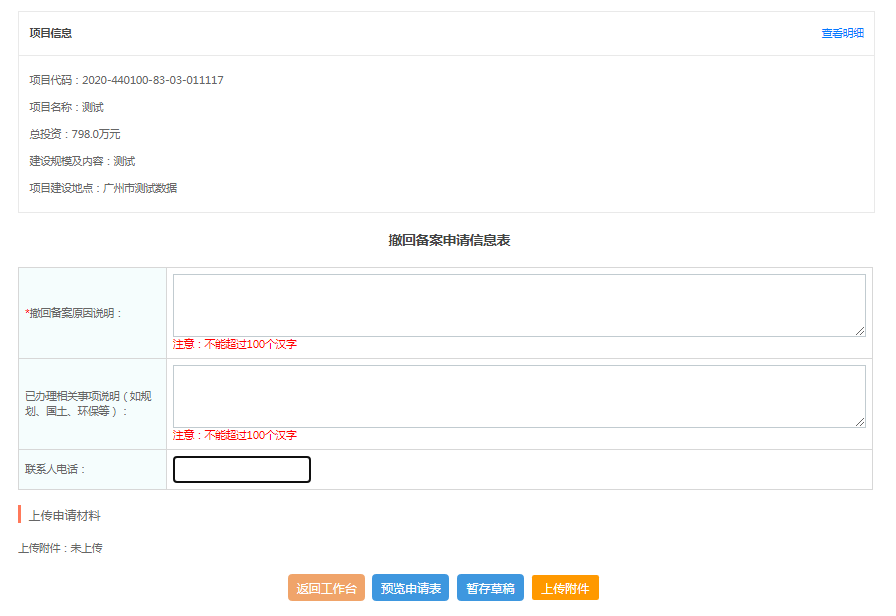 项目信息
查看明细
项目代码：2020-440100-83-03-011117
项目名称：测试
总投资：798.0万元
建设规模及内容：测试
项目建设地点：广州市测试数据
撤回备案申请信息表
*撤回备案原因说明：
注意：不能超过100个汉字
已办理相关事项说明（如规
划、国土、环保等）：
注意：不能超过100个汉字
联系人电话：
上传申请材料
上传附件：未上传
返回工作台
预览申请表
暂存草稿
上传附件